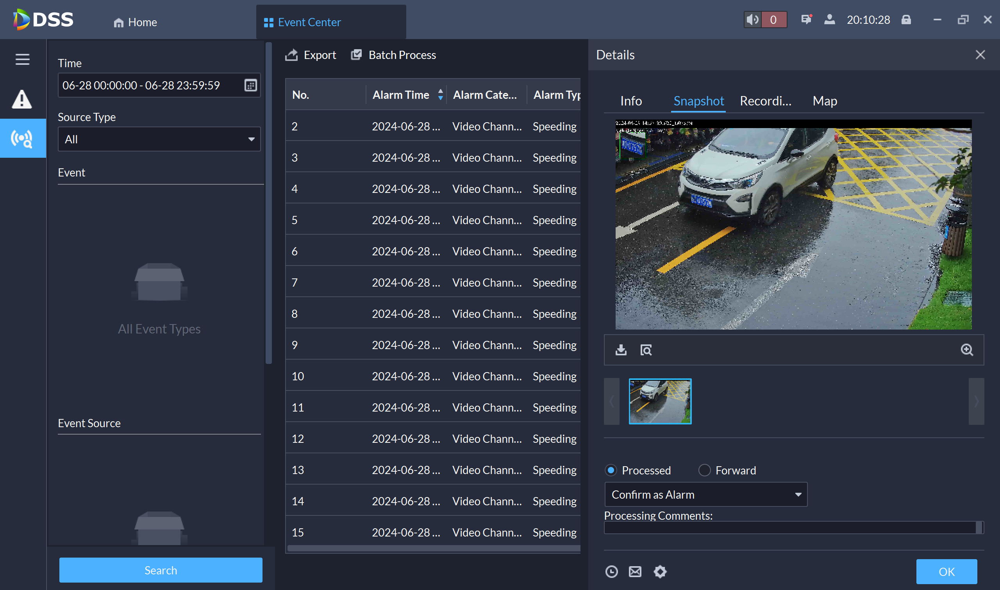 DSS
Home
Event Center
0
20:10:28
Time
06-28 00:00:00 - 06-28 23:59:59
Source Type
All
Event
All Event Types
Event Source
Search
Export
Batch Process
No.
Alarm Time
Alarm Cate...
Alarm Typ
2
2024-06-28 ...
Video Chann...
Speeding
3
2024-06-28 ...
Video Chann...
Speeding
4
2024-06-28 ...
Video Chann...
Speeding
5
2024-06-28 ...
Video Chann...
Speeding
6
2024-06-28 ...
Video Chann...
Speeding
7
2024-06-28 ...
Video Chann...
Speeding
8
2024-06-28 ...
Video Chann...
Speeding
9
2024-06-28 ...
Video Chann...
Speeding
10
2024-06-28 ...
Video Chann...
Speeding
11
2024-06-28 ...
Video Chann...
Speeding
12
2024-06-28 ...
Video Chann...
Speeding
13
2024-06-28 ...
Video Chann...
Speeding
14
2024-06-28 ...
Video Chann...
Speeding
15
2024-06-28 ...
Video Chann...
Speeding
Details
Info
Snapshot
Recordi...
Map
Processed
Forward
Confirm as Alarm
Processing Comments:
OK